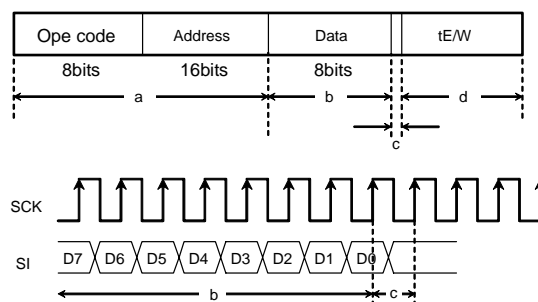 Ope code Address Data tE/W
8bits 16bits 8bits
a b d
c
SCK
SI D7 D6 D5 D4 D3 D2 D1 D0
b c